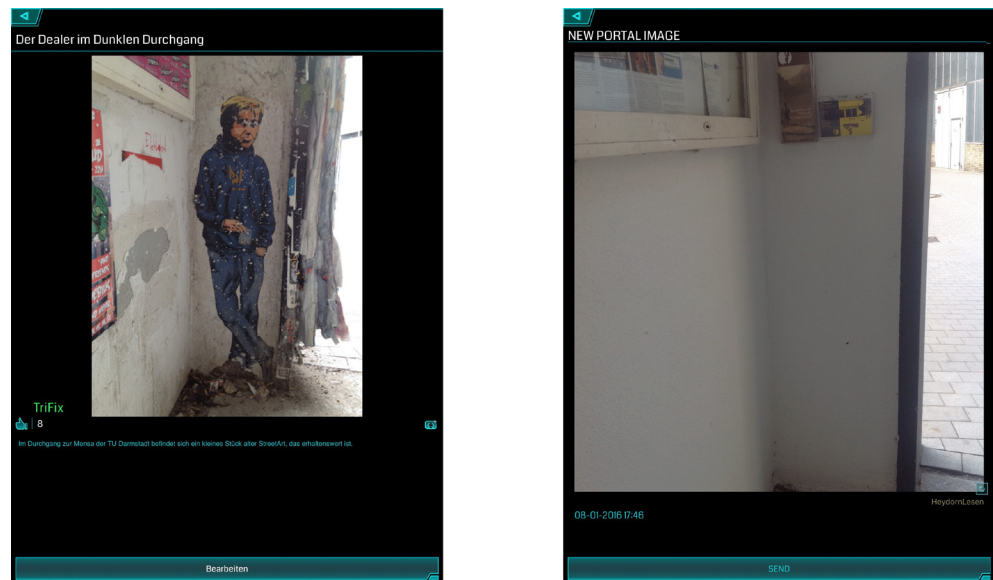 Der Dealer im Dunklen Durchgang
TriFix
8
Im Durchgang zur Mensa der TU Darmstadt befindet sich ein kleines Stück alter StreetArt, das erhaltenswert ist.
Bearbeiten
NEW PORTAL IMAGE
HeydornLesen
08-01-2016 17:46
SEND